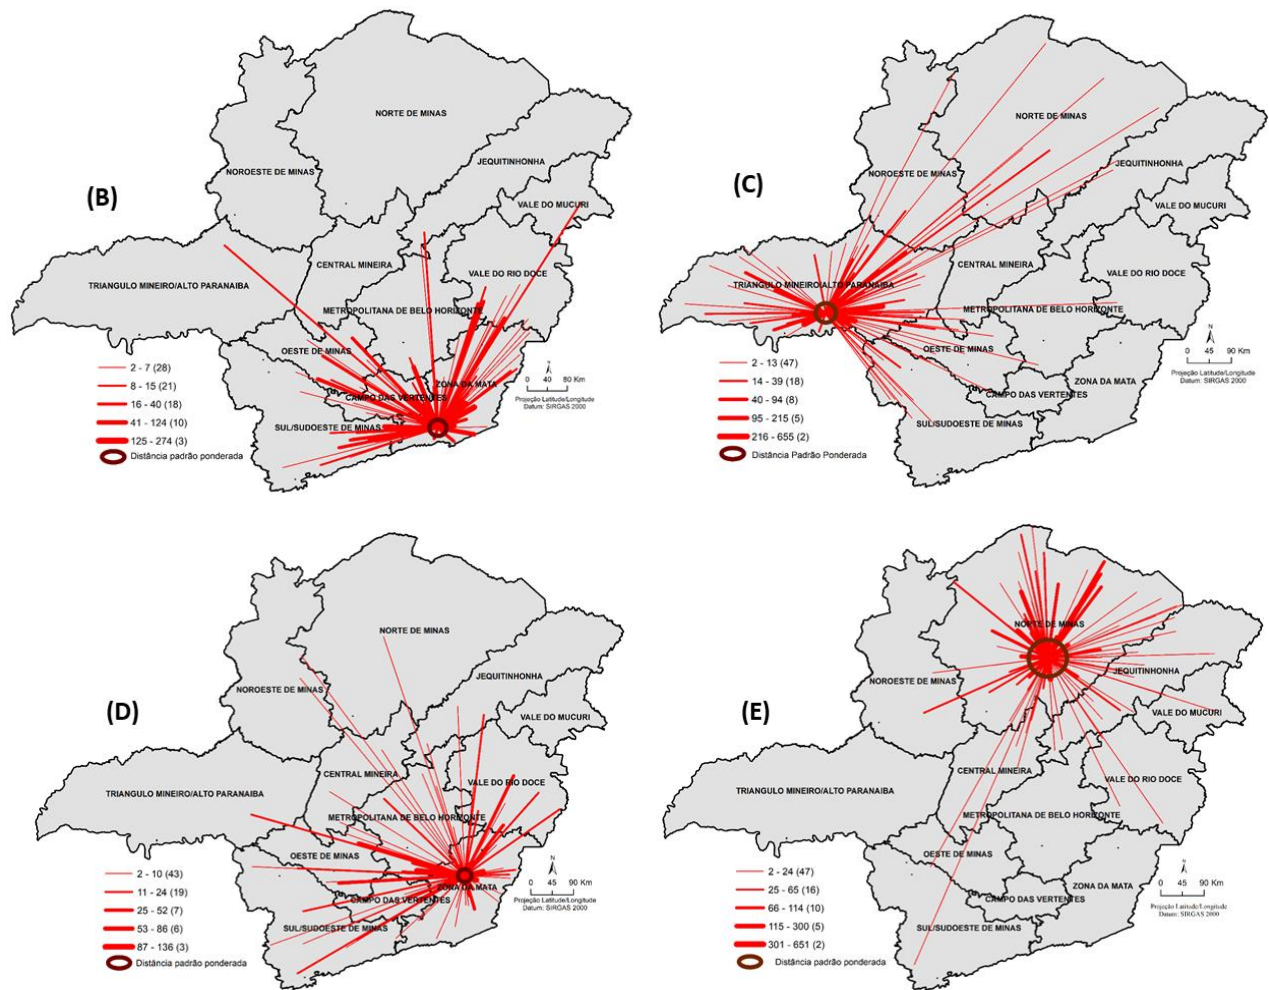 (B)
NORTE DE MINAS
JEQUITINHONHA
NOROESTE DE MINAS
VALE DO MUCURI
CENTRAL MINEIRA
VALE DO RIO DOCE
TRIANGULO MINEIRO/ALTO PARANAIBA
METROPOLITANA DE BELO HORIZONTE
OESTE DE MINAS
ZONA DA MATA
CAMPO DAS VERTENTES
SUL/SUDOESTE DE MINAS
2 - 7 (28)
8 - 15 (21)
16 - 40 (18)
41 - 124 (10)
125 - 274 (3)
Distância padrão ponderada
N
0 40 80 Km
Projeção Latitude/Longitude
Datum: SIRGAS 2000
(C)
NORTE DE MINAS
JEQUITINHONHA
NOROESTE DE MINAS
VALE DO MUCURI
CENTRAL MINEIRA
VALE DO RIO DOCE
TRIANGULO MINEIRO/ALTO PARANAIBA
METROPOLITANA DE BELO HORIZONTE
OESTE DE MINAS
ZONA DA MATA
CAMPO DAS VERTENTES
SUL/SUDOESTE DE MINAS
2 - 13 (47)
14 - 39 (18)
40 - 94 (8)
95 - 215 (5)
216 - 655 (2)
Distância Padrão Ponderada
N
0 45 90 Km
Projeção Latitude/Longitude
Datum: SIRGAS 2000
(D)
NORTE DE MINAS
JEQUITINHONHA
NOROESTE DE MINAS
VALE DO MUCURI
CENTRAL MINEIRA
VALE DO RIO DOCE
TRIANGULO MINEIRO/ALTO PARANAIBA
METROPOLITANA DE BELO HORIZONTE
OESTE DE MINAS
ZONA DA MATA
CAMPO DAS VERTENTES
SUL/SUDOESTE DE MINAS
2 - 10 (43)
11 - 24 (19)
25 - 52 (7)
53 - 86 (6)
87 - 136 (3)
Distância padrão ponderada
N
0 45 90 Km
Projeção Latitude/Longitude
Datum: SIRGAS 2000
(E)
NORTE DE MINAS
JEQUITINHONHA
NOROESTE DE MINAS
VALE DO MUCURI
CENTRAL MINEIRA
VALE DO RIO DOCE
TRIANGULO MINEIRO/ALTO PARANAIBA
METROPOLITANA DE BELO HORIZONTE
OESTE DE MINAS
ZONA DA MATA
CAMPO DAS VERTENTES
SUL/SUDOESTE DE MINAS
2 - 24 (47)
25 - 65 (16)
66 - 114 (10)
115 - 300 (5)
301 - 651 (2)
Distância padrão ponderada
N
0 45 90 Km
Projeção Latitude/Longitude
Datum: SIRGAS 2000